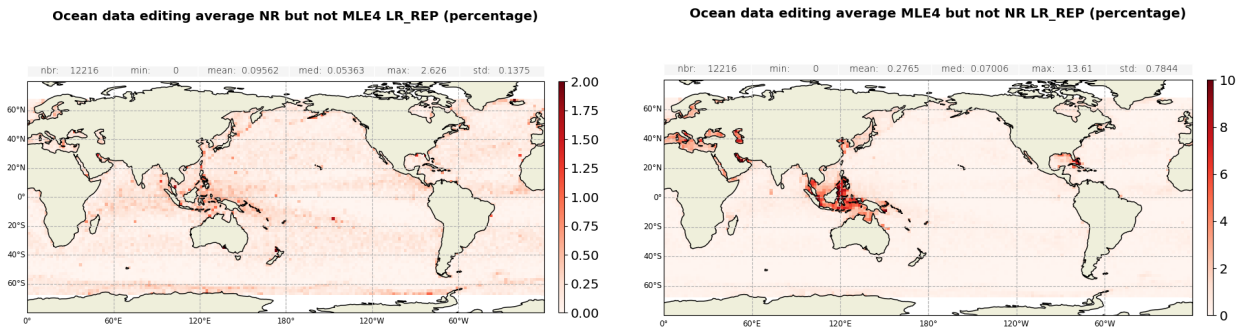 Ocean data editing average NR but not MLE4 LR_REP (percentage)
nbr: 12216 min: 0 mean: 0.09562 med: 0.05363 max: 2.626 std: 0.1375
60°N
40°N
20°N
0°
20°S
40°S
60°S
0° 60°E 120°E 180° 120°W 60°W
2.00
1.75
1.50
1.25
1.00
0.75
0.50
0.25
0.00
Ocean data editing average MLE4 but not NR LR_REP (percentage)
nbr: 12216 min: 0 mean: 0.2765 med: 0.07006 max: 13.61 std: 0.7844
60°N
40°N
20°N
0°
20°S
40°S
60°S
0° 60°E 120°E 180° 120°W 60°W
10
8
6
4
2
0